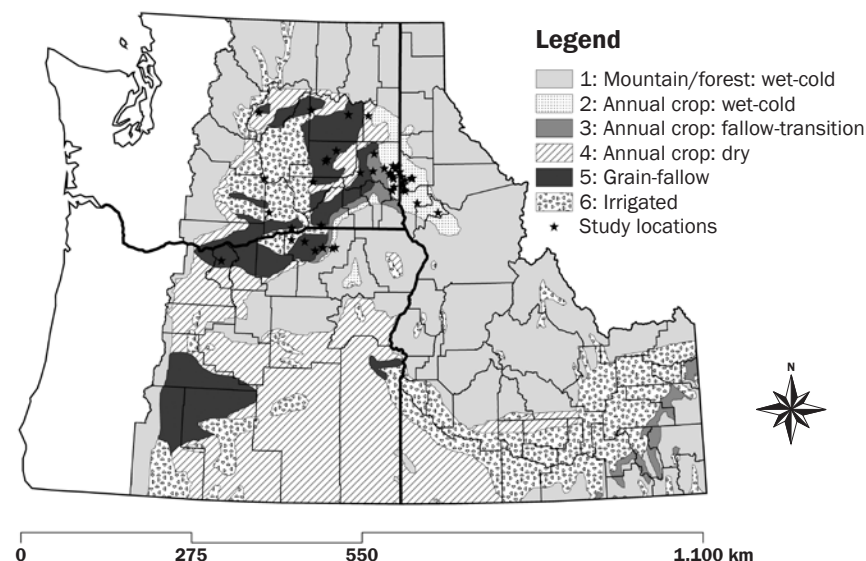 Legend
1: Mountain/forest: wet-cold
2: Annual crop: wet-cold
3: Annual crop: fallow-transition
4: Annual crop: dry
5: Grain-fallow
6: Irrigated
Study locations
N
0 275 550 1,100 km